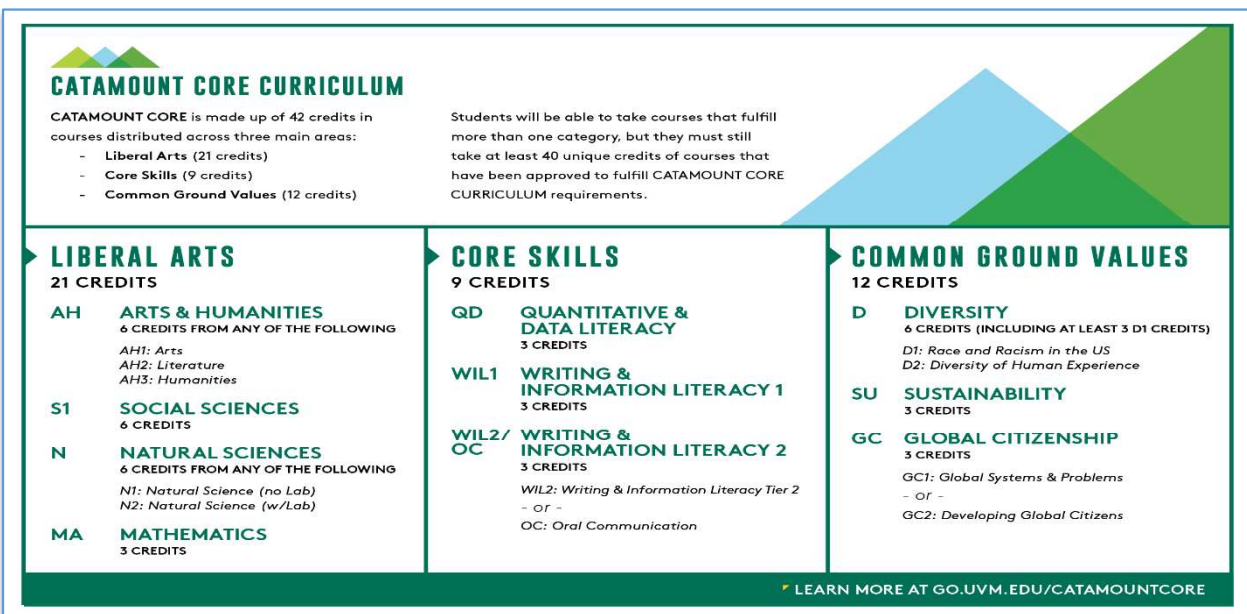 CATAMOUNT CORE CURRICULUM
CATAMOUNT CORE is made up of 42 credits in
courses distributed across three main areas:
- Liberal Arts (21 credits)
- Core Skills (9 credits)
- Common Ground Values (12 credits)
Students will be able to take courses that fulfill
more than one category, but they must still
take at least 40 unique credits of courses that
have been approved to fulfill CATAMOUNT CORE
CURRICULUM requirements.
LIBERAL ARTS
21 CREDITS
AH ARTS & HUMANITIES
6 CREDITS FROM ANY OF THE FOLLOWING
AH1: Arts
AH2: Literature
AH3: Humanities
S1 SOCIAL SCIENCES
6 CREDITS
N NATURAL SCIENCES
6 CREDITS FROM ANY OF THE FOLLOWING
N1: Natural Science (no Lab)
N2: Natural Science (w/Lab)
MA MATHEMATICS
3 CREDITS
CORE SKILLS
9 CREDITS
QD QUANTITATIVE &
DATA LITERACY
3 CREDITS
WIL1 WRITING &
INFORMATION LITERACY 1
3 CREDITS
WIL2/ WRITING &
OC INFORMATION LITERACY 2
3 CREDITS
WIL2: Writing & Information Literacy Tier 2
- or -
OC: Oral Communication
COMMON GROUND VALUES
12 CREDITS
D DIVERSITY
6 CREDITS (INCLUDING AT LEAST 3 D1 CREDITS)
D1: Race and Racism in the US
D2: Diversity of Human Experience
SU SUSTAINABILITY
3 CREDITS
GC GLOBAL CITIZENSHIP
3 CREDITS
GC1: Global Systems & Problems
- or -
GC2: Developing Global Citizens
LEARN MORE AT GO.UVM.EDU/CATAMOUNTCORE